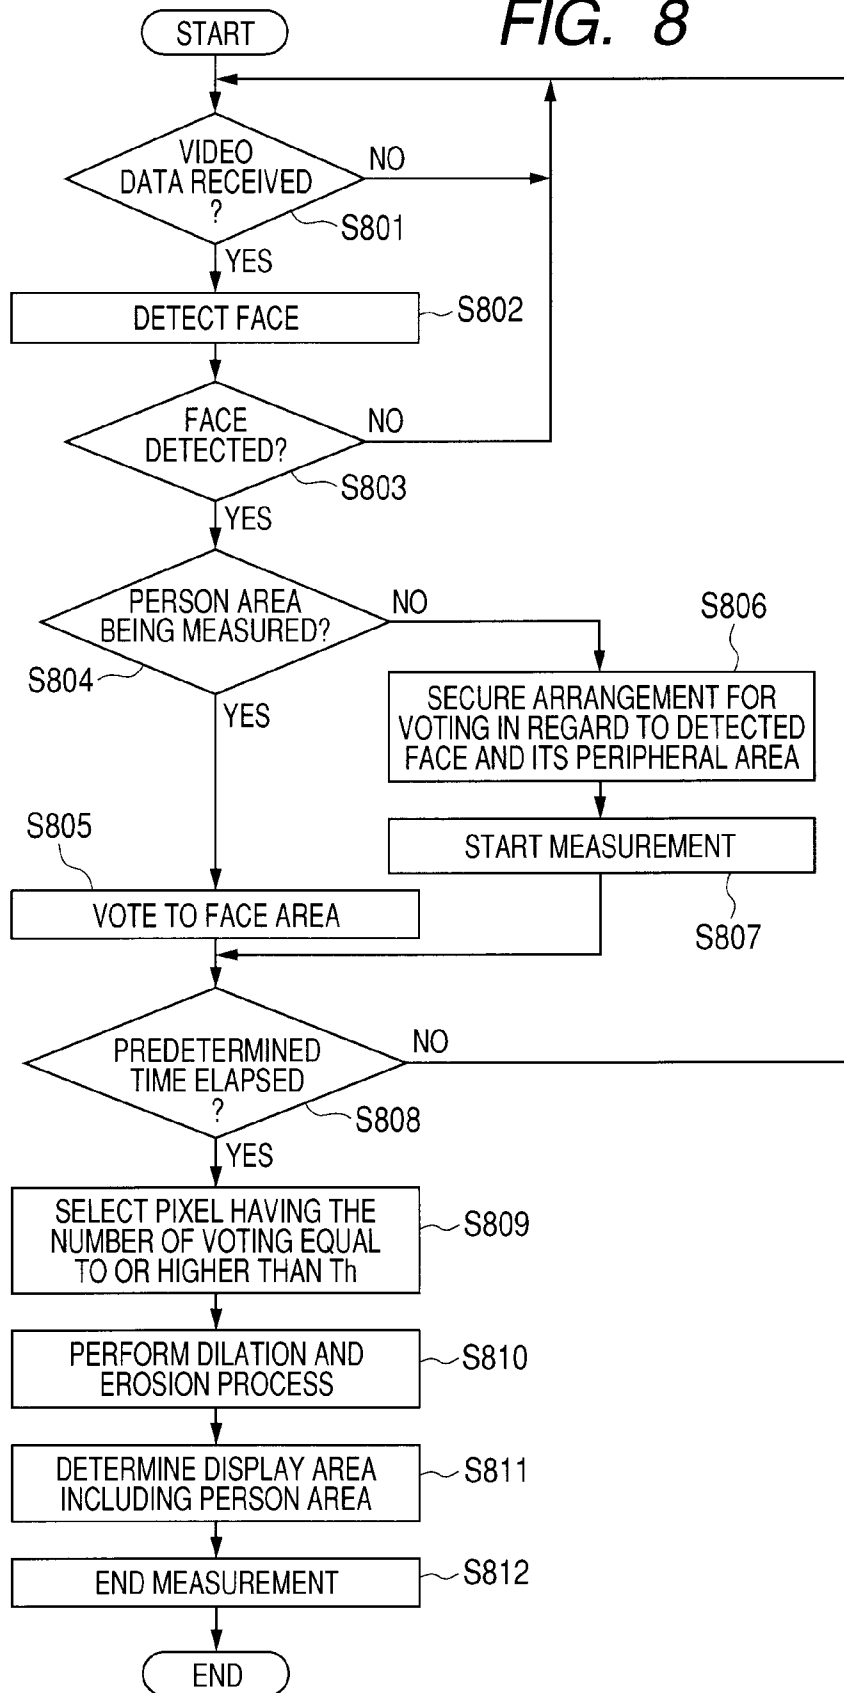 FIG. 8
START
VIDEO
DATA RECEIVED
?
NO
S801
YES
DETECT FACE
S802
FACE
DETECTED?
NO
S803
YES
PERSON AREA
BEING MEASURED?
NO
S804
YES
S806
SECURE ARRANGEMENT FOR
VOTING IN REGARD TO DETECTED
FACE AND ITS PERIPHERAL AREA
START MEASUREMENT
S807
S805
VOTE TO FACE AREA
PREDETERMINED
TIME ELAPSED
?
NO
S808
YES
SELECT PIXEL HAVING THE
NUMBER OF VOTING EQUAL
TO OR HIGHER THAN Th
S809
PERFORM DILATION AND
EROSION PROCESS
S810
DETERMINE DISPLAY AREA
INCLUDING PERSON AREA
S811
END MEASUREMENT
S812
END